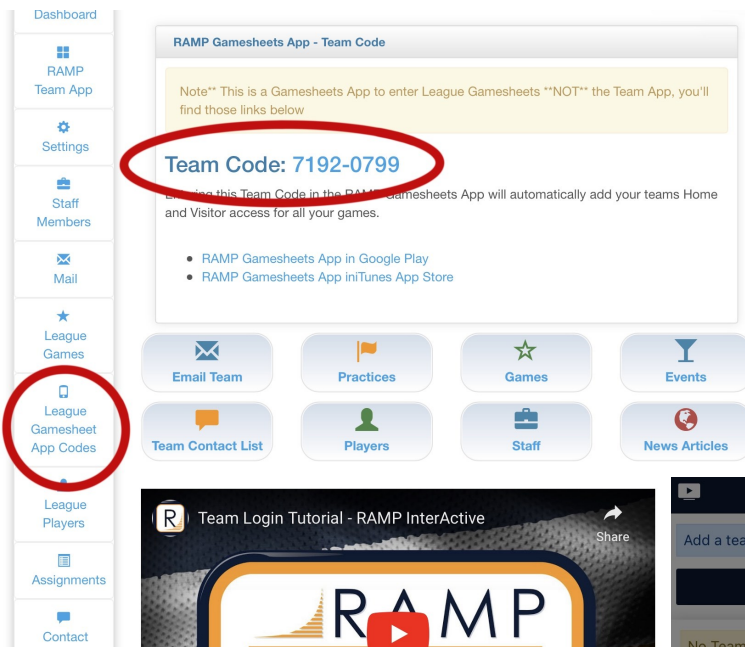 Dashboard
RAMP
Team App
Settings
Staff
Members
Mail
League
Games
League
Gamesheet
App Codes
League
Players
Assignments
Contact
RAMP Gamesheets App - Team Code
Note** This is a Gamesheets App to enter League Gamesheets **NOT** the Team App, you'll
find those links below
Team Code: 7192-0799
Entering this Team Code in the RAMP Gamesheets App will automatically add your teams Home
and Visitor access for all your games.
RAMP Gamesheets App in Google Play
RAMP Gamesheets App iniTunes App Store
Email Team
Practices
Games
Events
Team Contact List
Players
Staff
News Articles
R
Team Login Tutorial - RAMP InterActive
Share
RAMP
Add a tea
No Team